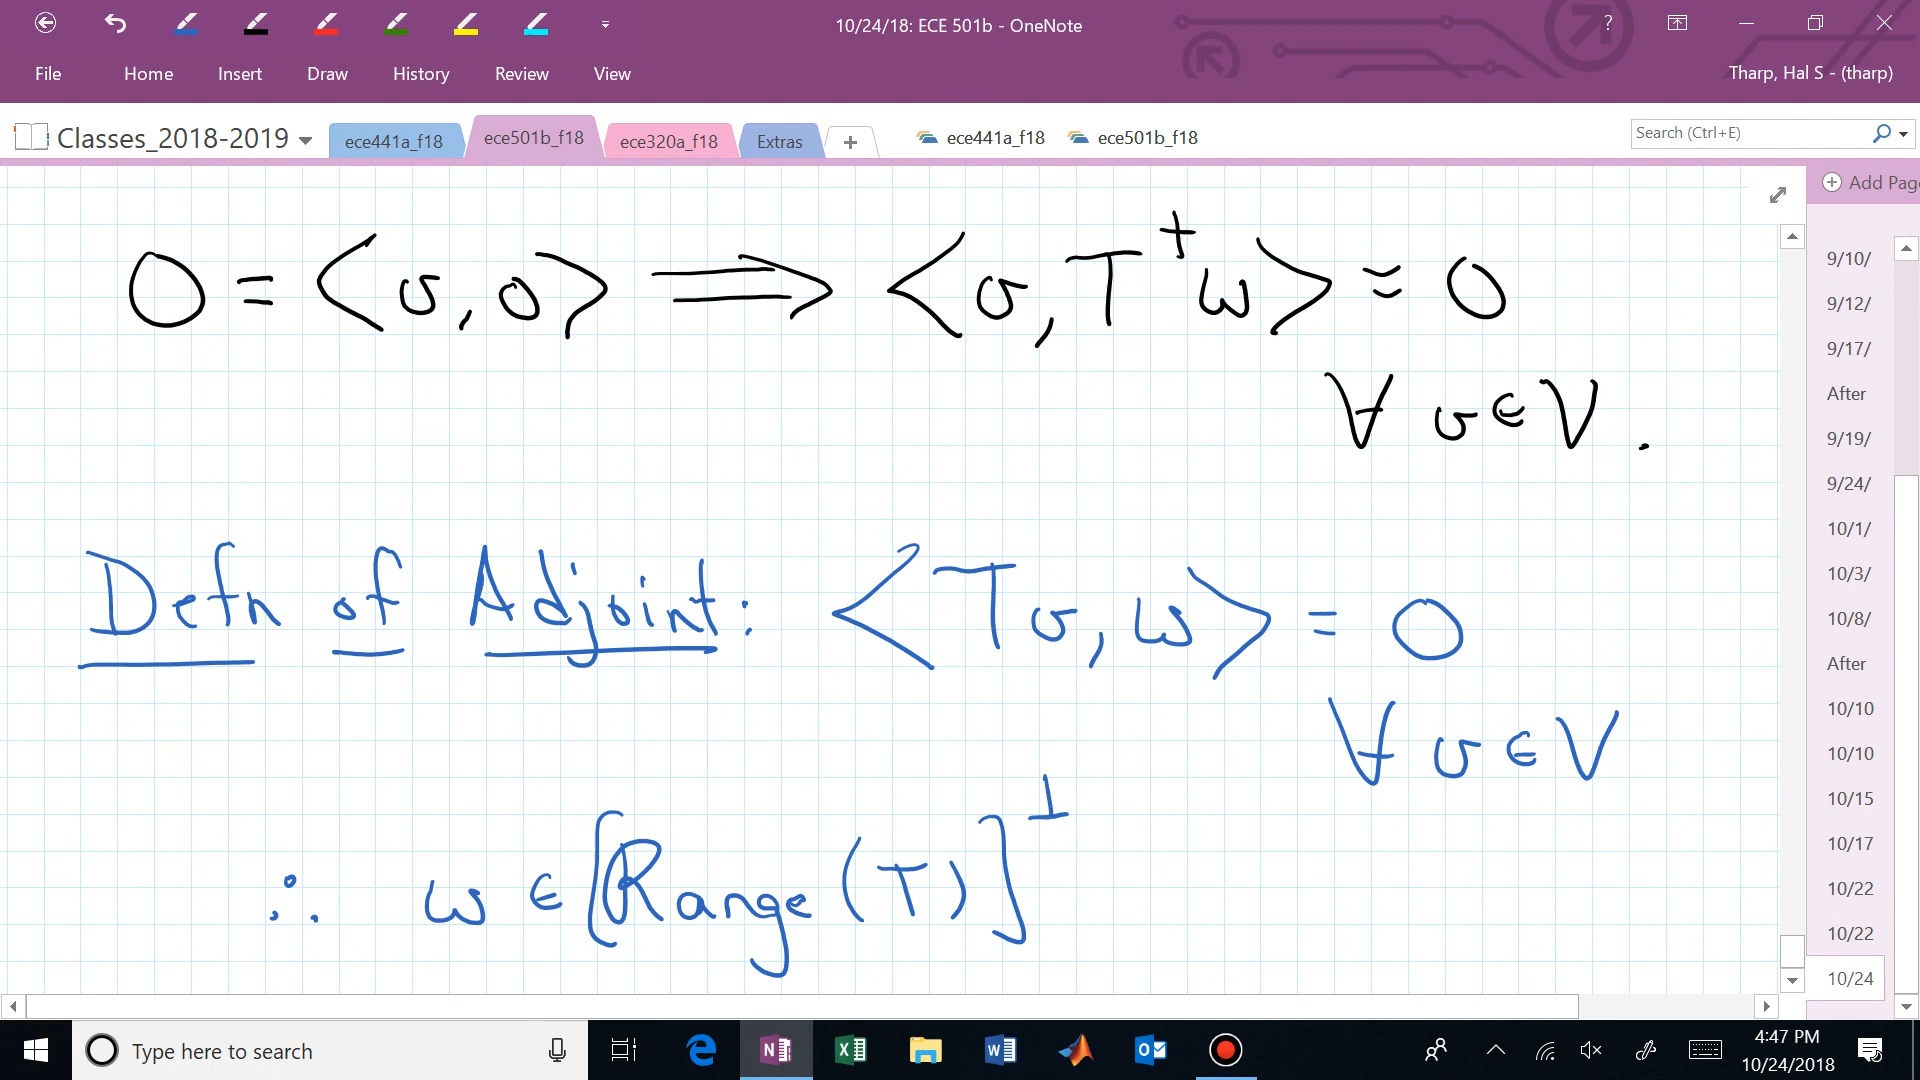 10/24/18: ECE 501b - OneNote
?
File Home Insert Draw History Review View
Tharp, Hal S - (tharp)
Classes_2018-2019
ece441a_f18 ece501b_f18 ece320a_f18 Extras +
ece441a_f18 ece501b_f18
Search (Ctrl+E)
Add Page
0 = <σ, 0> ⟹ <σ, T⁺ω> = 0
∀ σ ∈ V.
Defn of Adjoint: <Tσ, ω> = 0
∀ σ ∈ V
∴ ω ∈ [Range(T)]⊥
9/10/
9/12/
9/17/
After
9/19/
9/24/
10/1/
10/3/
10/8/
After
10/10
10/10
10/15
10/17
10/22
10/22
10/24
Type here to search
4:47 PM
10/24/2018